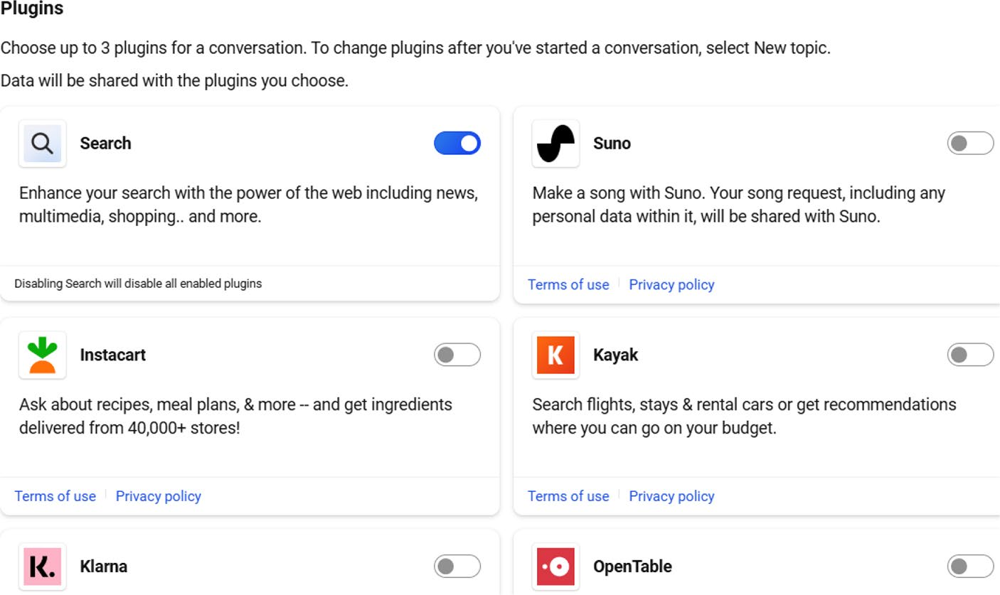 Plugins
Choose up to 3 plugins for a conversation. To change plugins after you've started a conversation, select New topic.
Data will be shared with the plugins you choose.
Search
Enhance your search with the power of the web including news,
multimedia, shopping.. and more.
Disabling Search will disable all enabled plugins
Suno
Make a song with Suno. Your song request, including any
personal data within it, will be shared with Suno.
Terms of use | Privacy policy
Instacart
Ask about recipes, meal plans, & more -- and get ingredients
delivered from 40,000+ stores!
Terms of use | Privacy policy
K
Kayak
Search flights, stays & rental cars or get recommendations
where you can go on your budget.
Terms of use | Privacy policy
K.
Klarna
OpenTable